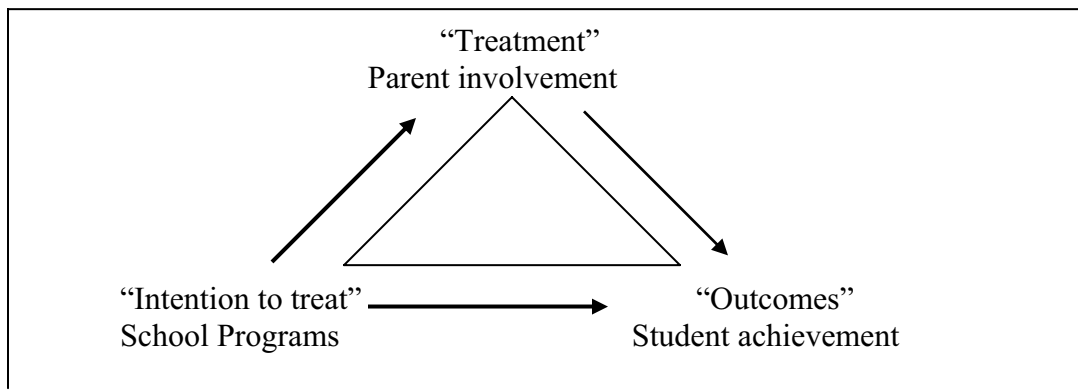 “Treatment”
Parent involvement
“Intention to treat”
School Programs
“Outcomes”
Student achievement